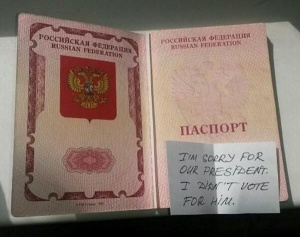 РОССИЙСКАЯ ФЕДЕРАЦИЯ
RUSSIAN FEDERATION
РОССИЙСКАЯ ФЕДЕРАЦИЯ
RUSSIAN FEDERATION
ПАСПОРТ
I'M SORRY FOR
OUR PRESIDENT.
I DIDN'T VOTE
FOR HIM.